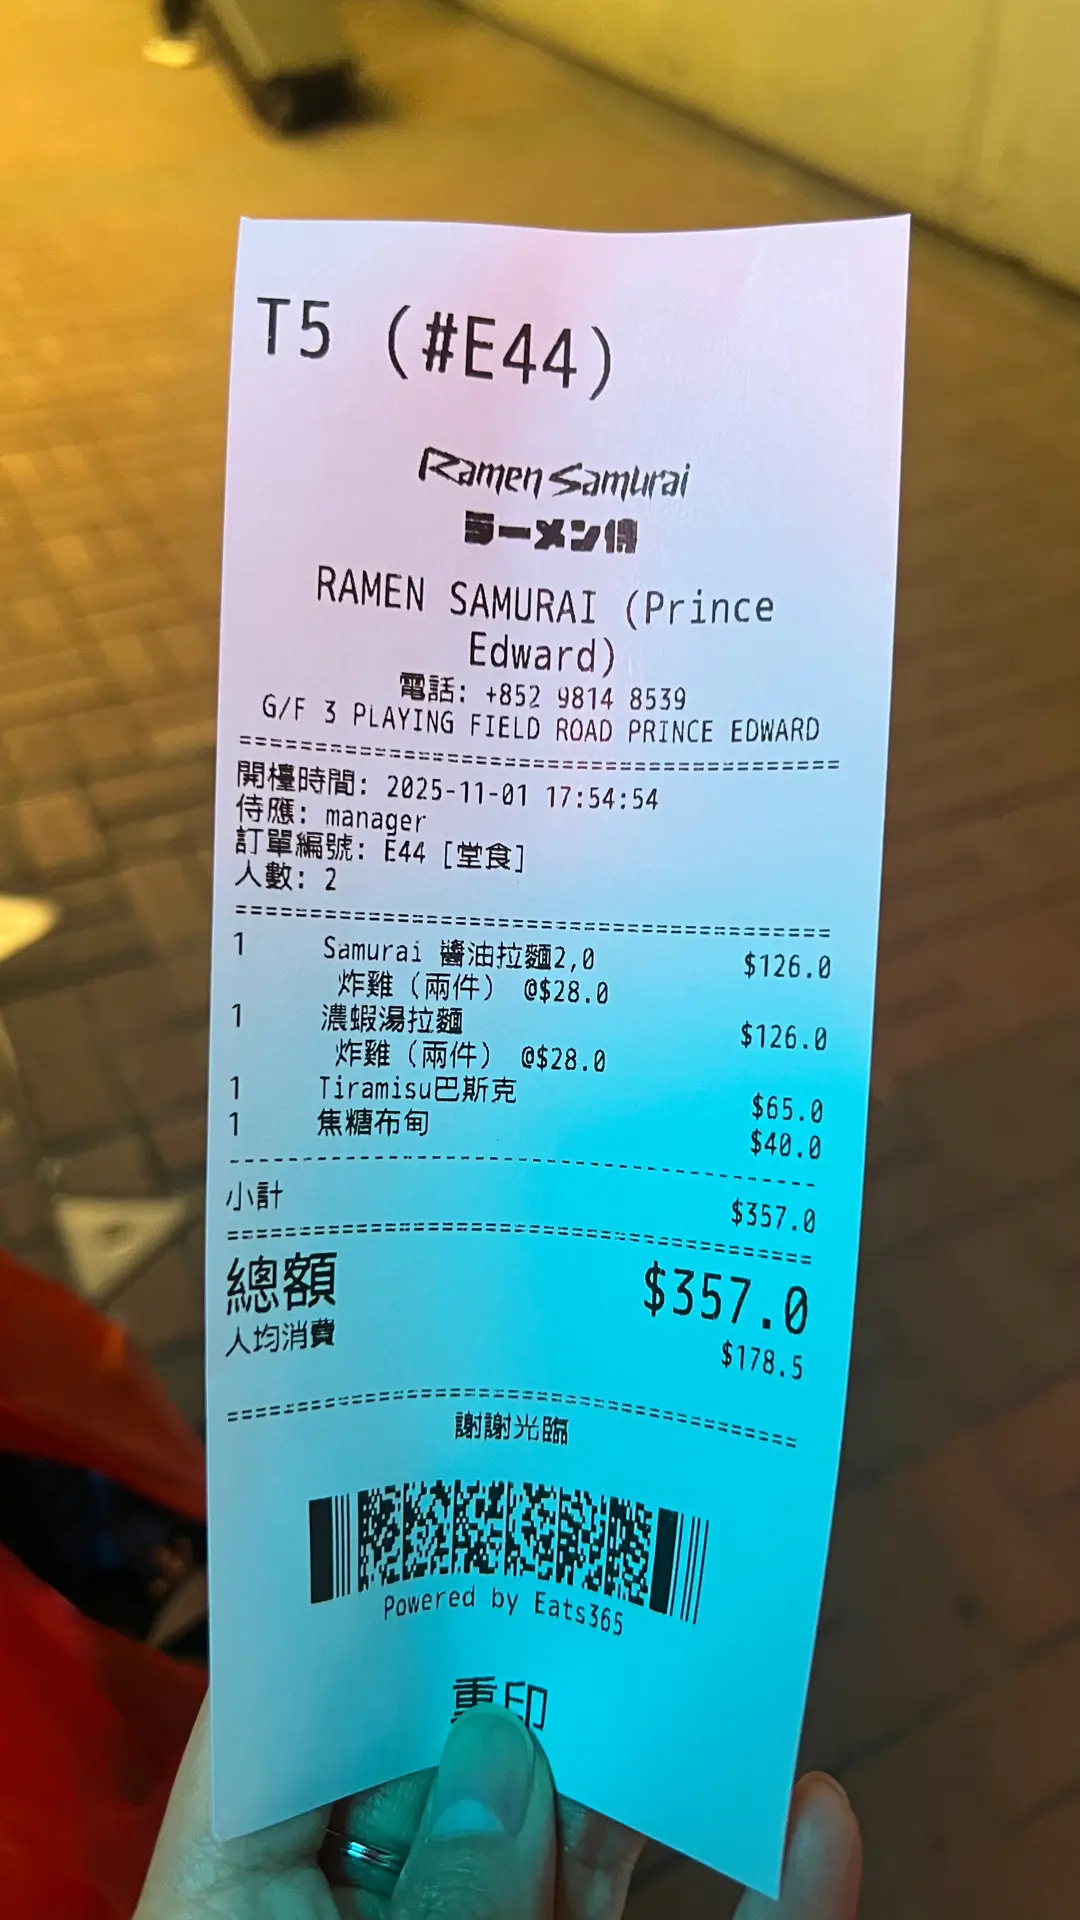 T5 (#E44)
Ramen Samurai
ラーメン侍
RAMEN SAMURAI (Prince
Edward)
電話: +852 9814 8539
G/F 3 PLAYING FIELD ROAD PRINCE EDWARD
========================================
開檯時間: 2025-11-01 17:54:54
侍應: manager
訂單編號: E44 [堂食]
人數: 2
========================================
1 Samurai 醬油拉麵2,0 $126.0
炸雞 (兩件) @$28.0
1 濃蝦湯拉麵 $126.0
炸雞 (兩件) @$28.0
1 Tiramisu巴斯克 $65.0
1 焦糖布甸 $40.0
----------------------------------------
小計 $357.0
========================================
總額 $357.0
人均消費 $178.5
========================================
謝謝光臨
Powered by Eats365
重印